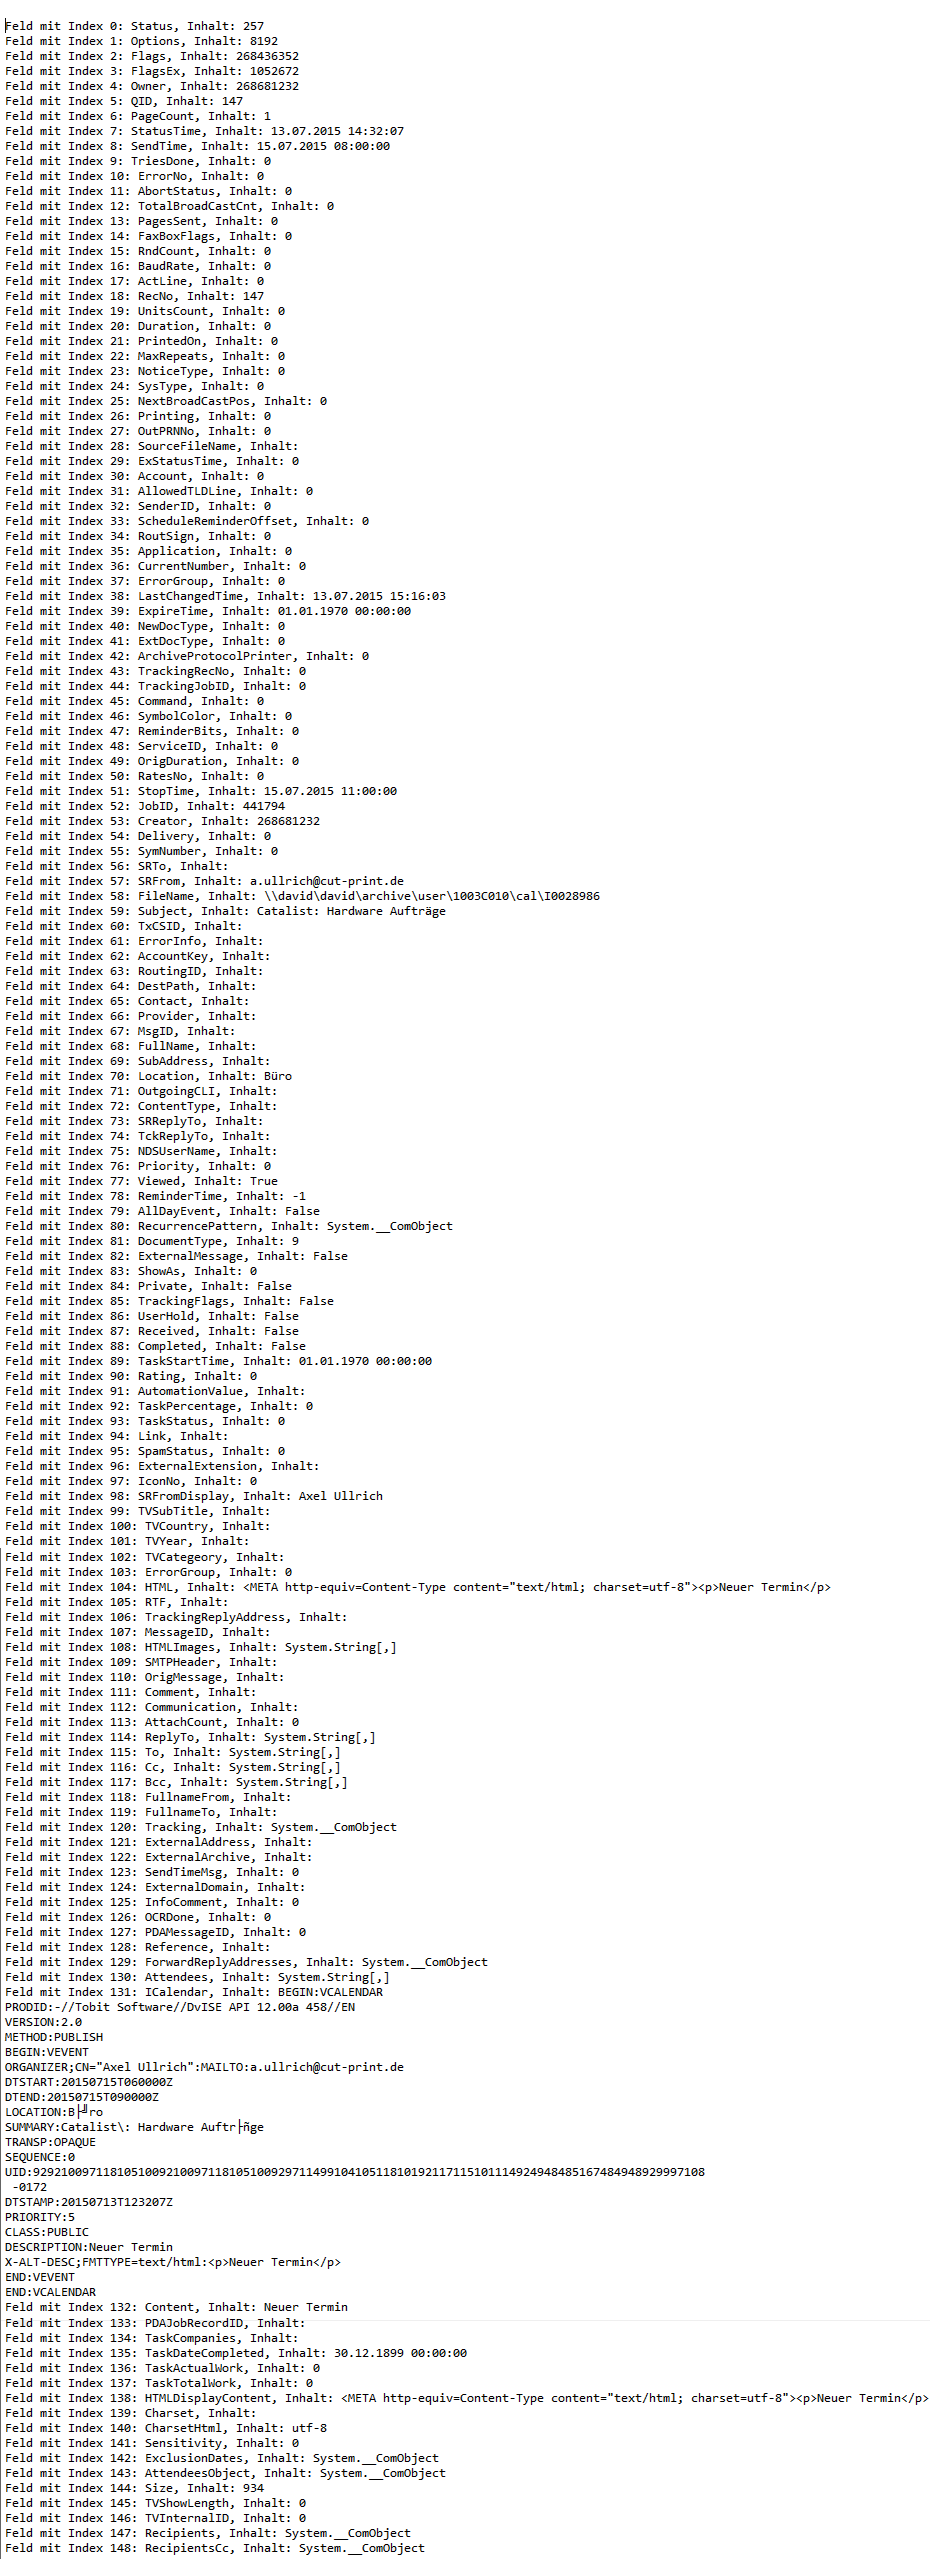 Feld mit Index 0: Status, Inhalt: 257
Feld mit Index 1: Options, Inhalt: 8192
Feld mit Index 2: Flags, Inhalt: 268436352
Feld mit Index 3: FlagsEx, Inhalt: 1052672
Feld mit Index 4: Owner, Inhalt: 268681232
Feld mit Index 5: QID, Inhalt: 147
Feld mit Index 6: PageCount, Inhalt: 1
Feld mit Index 7: StatusTime, Inhalt: 13.07.2015 14:32:07
Feld mit Index 8: SendTime, Inhalt: 15.07.2015 08:00:00
Feld mit Index 9: TriesDone, Inhalt: 0
Feld mit Index 10: ErrorNo, Inhalt: 0
Feld mit Index 11: AbortStatus, Inhalt: 0
Feld mit Index 12: TotalBroadCastCnt, Inhalt: 0
Feld mit Index 13: PagesSent, Inhalt: 0
Feld mit Index 14: FaxBoxFlags, Inhalt: 0
Feld mit Index 15: RndCount, Inhalt: 0
Feld mit Index 16: BaudRate, Inhalt: 0
Feld mit Index 17: ActLine, Inhalt: 0
Feld mit Index 18: RecNo, Inhalt: 147
Feld mit Index 19: UnitsCount, Inhalt: 0
Feld mit Index 20: Duration, Inhalt: 0
Feld mit Index 21: PrintedOn, Inhalt: 0
Feld mit Index 22: MaxRepeats, Inhalt: 0
Feld mit Index 23: NoticeType, Inhalt: 0
Feld mit Index 24: SysType, Inhalt: 0
Feld mit Index 25: NextBroadCastPos, Inhalt: 0
Feld mit Index 26: Printing, Inhalt: 0
Feld mit Index 27: OutPRNNo, Inhalt: 0
Feld mit Index 28: SourceFileName, Inhalt:
Feld mit Index 29: ExStatusTime, Inhalt: 0
Feld mit Index 30: Account, Inhalt: 0
Feld mit Index 31: AllowedTLDLine, Inhalt: 0
Feld mit Index 32: SenderID, Inhalt: 0
Feld mit Index 33: ScheduleReminderOffset, Inhalt: 0
Feld mit Index 34: RoutSign, Inhalt: 0
Feld mit Index 35: Application, Inhalt: 0
Feld mit Index 36: CurrentNumber, Inhalt: 0
Feld mit Index 37: ErrorGroup, Inhalt: 0
Feld mit Index 38: LastChangedTime, Inhalt: 13.07.2015 15:16:03
Feld mit Index 39: ExpireTime, Inhalt: 01.01.1970 00:00:00
Feld mit Index 40: NewDocType, Inhalt: 0
Feld mit Index 41: ExtDocType, Inhalt: 0
Feld mit Index 42: ArchiveProtocolPrinter, Inhalt: 0
Feld mit Index 43: TrackingRecNo, Inhalt: 0
Feld mit Index 44: TrackingJobID, Inhalt: 0
Feld mit Index 45: Command, Inhalt: 0
Feld mit Index 46: SymbolColor, Inhalt: 0
Feld mit Index 47: ReminderBits, Inhalt: 0
Feld mit Index 48: ServiceID, Inhalt: 0
Feld mit Index 49: OrigDuration, Inhalt: 0
Feld mit Index 50: RatesNo, Inhalt: 0
Feld mit Index 51: StopTime, Inhalt: 15.07.2015 11:00:00
Feld mit Index 52: JobID, Inhalt: 441794
Feld mit Index 53: Creator, Inhalt: 268681232
Feld mit Index 54: Delivery, Inhalt: 0
Feld mit Index 55: SymNumber, Inhalt: 0
Feld mit Index 56: SRTo, Inhalt:
Feld mit Index 57: SRFrom, Inhalt: a.ullrich@cut-print.de
Feld mit Index 58: FileName, Inhalt: \\david\david\archive\user\1003C010\cal\I0028986
Feld mit Index 59: Subject, Inhalt: Catalist: Hardware Aufträge
Feld mit Index 60: TxCSID, Inhalt:
Feld mit Index 61: ErrorInfo, Inhalt:
Feld mit Index 62: AccountKey, Inhalt:
Feld mit Index 63: RoutingID, Inhalt:
Feld mit Index 64: DestPath, Inhalt:
Feld mit Index 65: Contact, Inhalt:
Feld mit Index 66: Provider, Inhalt:
Feld mit Index 67: MsgID, Inhalt:
Feld mit Index 68: FullName, Inhalt:
Feld mit Index 69: SubAddress, Inhalt:
Feld mit Index 70: Location, Inhalt: Büro
Feld mit Index 71: OutgoingCLI, Inhalt:
Feld mit Index 72: ContentType, Inhalt:
Feld mit Index 73: SRReplyTo, Inhalt:
Feld mit Index 74: TckReplyTo, Inhalt:
Feld mit Index 75: NDSUserName, Inhalt:
Feld mit Index 76: Priority, Inhalt: 0
Feld mit Index 77: Viewed, Inhalt: True
Feld mit Index 78: ReminderTime, Inhalt: -1
Feld mit Index 79: AllDayEvent, Inhalt: False
Feld mit Index 80: RecurrencePattern, Inhalt: System.__ComObject
Feld mit Index 81: DocumentType, Inhalt: 9
Feld mit Index 82: ExternalMessage, Inhalt: False
Feld mit Index 83: ShowAs, Inhalt: 0
Feld mit Index 84: Private, Inhalt: False
Feld mit Index 85: TrackingFlags, Inhalt: False
Feld mit Index 86: UserHold, Inhalt: False
Feld mit Index 87: Received, Inhalt: False
Feld mit Index 88: Completed, Inhalt: False
Feld mit Index 89: TaskStartTime, Inhalt: 01.01.1970 00:00:00
Feld mit Index 90: Rating, Inhalt: 0
Feld mit Index 91: AutomationValue, Inhalt:
Feld mit Index 92: TaskPercentage, Inhalt: 0
Feld mit Index 93: TaskStatus, Inhalt: 0
Feld mit Index 94: Link, Inhalt:
Feld mit Index 95: SpamStatus, Inhalt: 0
Feld mit Index 96: ExternalExtension, Inhalt:
Feld mit Index 97: IconNo, Inhalt: 0
Feld mit Index 98: SRFromDisplay, Inhalt: Axel Ullrich
Feld mit Index 99: TVSubTitle, Inhalt:
Feld mit Index 100: TVCountry, Inhalt:
Feld mit Index 101: TVYear, Inhalt:
Feld mit Index 102: TVCategeory, Inhalt:
Feld mit Index 103: ErrorGroup, Inhalt: 0
Feld mit Index 104: HTML, Inhalt: <META http-equiv=Content-Type content="text/html; charset=utf-8"><p>Neuer Termin</p>
Feld mit Index 105: RTF, Inhalt:
Feld mit Index 106: TrackingReplyAddress, Inhalt:
Feld mit Index 107: MessageID, Inhalt:
Feld mit Index 108: HTMLImages, Inhalt: System.String[,]
Feld mit Index 109: SMTPHeader, Inhalt:
Feld mit Index 110: OrigMessage, Inhalt:
Feld mit Index 111: Comment, Inhalt:
Feld mit Index 112: Communication, Inhalt:
Feld mit Index 113: AttachCount, Inhalt: 0
Feld mit Index 114: ReplyTo, Inhalt: System.String[,]
Feld mit Index 115: To, Inhalt: System.String[,]
Feld mit Index 116: Cc, Inhalt: System.String[,]
Feld mit Index 117: Bcc, Inhalt: System.String[,]
Feld mit Index 118: FullnameFrom, Inhalt:
Feld mit Index 119: FullnameTo, Inhalt:
Feld mit Index 120: Tracking, Inhalt: System.__ComObject
Feld mit Index 121: ExternalAddress, Inhalt:
Feld mit Index 122: ExternalArchive, Inhalt:
Feld mit Index 123: SendTimeMsg, Inhalt: 0
Feld mit Index 124: ExternalDomain, Inhalt:
Feld mit Index 125: InfoComment, Inhalt: 0
Feld mit Index 126: OCRDone, Inhalt: 0
Feld mit Index 127: PDAMessageID, Inhalt: 0
Feld mit Index 128: Reference, Inhalt:
Feld mit Index 129: ForwardReplyAddresses, Inhalt: System.__ComObject
Feld mit Index 130: Attendees, Inhalt: System.String[,]
Feld mit Index 131: ICalendar, Inhalt: BEGIN:VCALENDAR
PRODID:-//Tobit Software//DvISE API 12.00a 458//EN
VERSION:2.0
METHOD:PUBLISH
BEGIN:VEVENT
ORGANIZER;CN="Axel Ullrich":MAILTO:a.ullrich@cut-print.de
DTSTART:20150715T060000Z
DTEND:20150715T090000Z
LOCATION:B├╝ro
SUMMARY:Catalist\: Hardware Auftr├ñge
TRANSP:OPAQUE
SEQUENCE:0
UID:9292100971181051009210097118105100929711499104105118101921171151011149249484851674849489299​97108
-0172
DTSTAMP:20150713T123207Z
PRIORITY:5
CLASS:PUBLIC
DESCRIPTION:Neuer Termin
X-ALT-DESC;FMTTYPE=text/html:<p>Neuer Termin</p>
END:VEVENT
END:VCALENDAR
Feld mit Index 132: Content, Inhalt: Neuer Termin
Feld mit Index 133: PDAJobRecordID, Inhalt:
Feld mit Index 134: TaskCompanies, Inhalt:
Feld mit Index 135: TaskDateCompleted, Inhalt: 30.12.1899 00:00:00
Feld mit Index 136: TaskActualWork, Inhalt: 0
Feld mit Index 137: TaskTotalWork, Inhalt: 0
Feld mit Index 138: HTMLDisplayContent, Inhalt: <META http-equiv=Content-Type content="text/html; charset=utf-8"><p>Neuer Termin</p>
Feld mit Index 139: Charset, Inhalt:
Feld mit Index 140: CharsetHtml, Inhalt: utf-8
Feld mit Index 141: Sensitivity, Inhalt: 0
Feld mit Index 142: ExclusionDates, Inhalt: System.__ComObject
Feld mit Index 143: AttendeesObject, Inhalt: System.__ComObject
Feld mit Index 144: Size, Inhalt: 934
Feld mit Index 145: TVShowLength, Inhalt: 0
Feld mit Index 146: TVInternalID, Inhalt: 0
Feld mit Index 147: Recipients, Inhalt: System.__ComObject
Feld mit Index 148: RecipientsCc, Inhalt: System.__ComObject